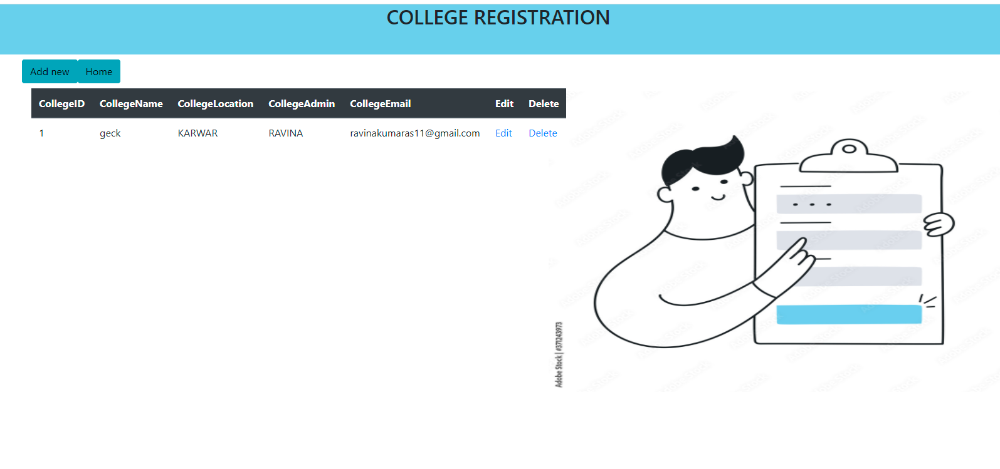 COLLEGE REGISTRATION
Add new Home
CollegeID CollegeName CollegeLocation CollegeAdmin CollegeEmail Edit Delete
1 geck KARWAR RAVINA ravinakumaras11@gmail.com Edit Delete
Adobe Stock | #371243973